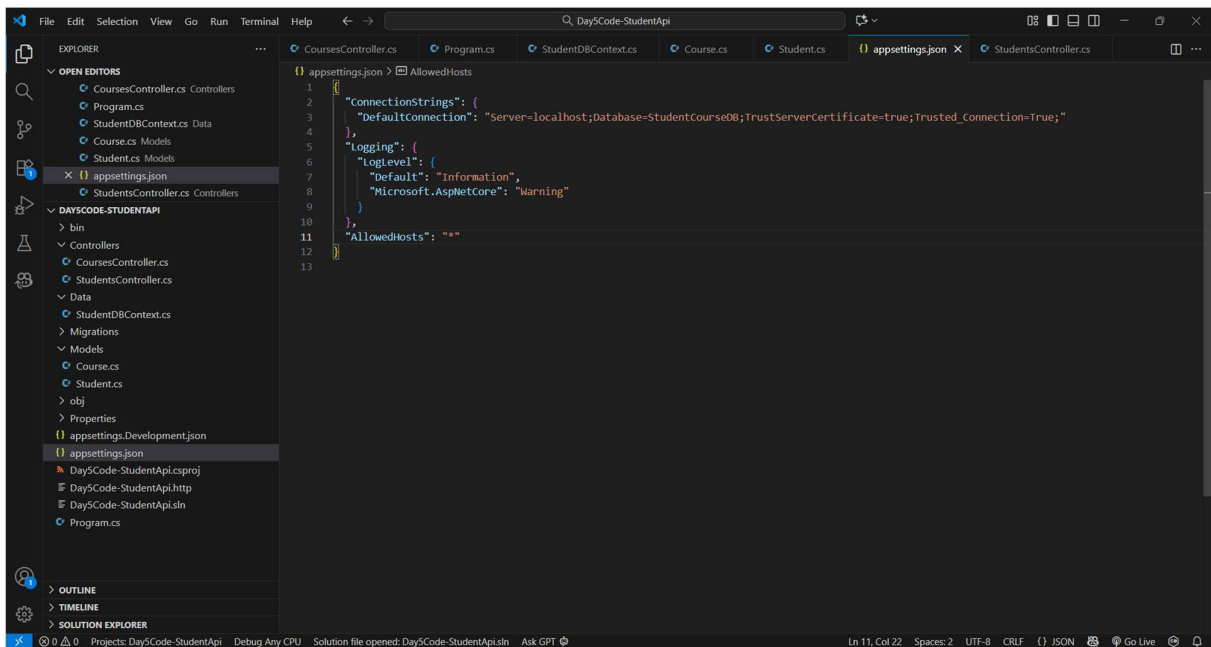 File Edit Selection View Go Run Terminal Help
Day5Code-StudentApi
EXPLORER
OPEN EDITORS
CoursesController.cs Controllers
Program.cs
StudentDBContext.cs Data
Course.cs Models
Student.cs Models
appsettings.json
StudentsController.cs Controllers
DAY5CODE-STUDENTAPI
bin
Controllers
CoursesController.cs
StudentsController.cs
Data
StudentDBContext.cs
Migrations
Models
Course.cs
Student.cs
obj
Properties
{} appsettings.Development.json
{} appsettings.json
Day5Code-StudentApi.csproj
Day5Code-StudentApi.http
Day5Code-StudentApi.sln
Program.cs
OUTLINE
TIMELINE
SOLUTION EXPLORER
1
1
CoursesController.cs Program.cs StudentDBContext.cs Course.cs Student.cs {} appsettings.json StudentsController.cs
{} appsettings.json > AllowedHosts
1 {
2 "ConnectionStrings": {
3 "DefaultConnection": "Server=localhost;Database=StudentCourseDB;TrustServerCertificate=true;Trusted_Connection=True;"
4 },
5 "Logging": {
6 "LogLevel": {
7 "Default": "Information",
8 "Microsoft.AspNetCore": "Warning"
9 }
10 },
11 "AllowedHosts": "*"
12 }
13
0 0 Projects: Day5Code-StudentApi Debug Any CPU Solution file opened: Day5Code-StudentApi.sln Ask GPT Ln 11, Col 22 Spaces: 2 UTF-8 CRLF {} JSON Go Live